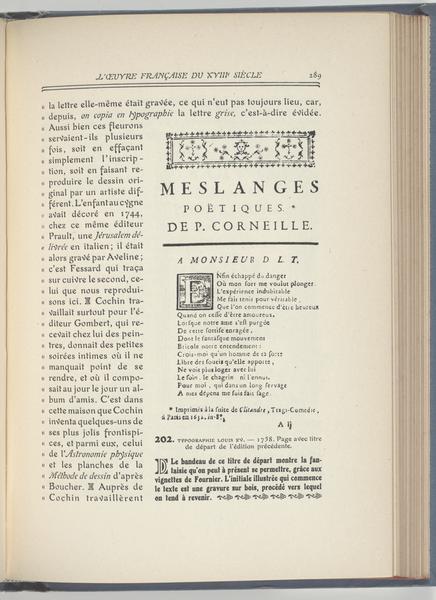 L'ŒUVRE FRANÇAISE DU XVIIIe SIÈCLE 289
« la lettre elle-même était gravée, ce qui n'eut pas toujours lieu, car,
« depuis, on copia en typographie la lettre grise, c'est-à-dire évidée.
« Aussi bien ces fleurons
« servaient-ils plusieurs
« fois, soit en effaçant
« simplement l'inscrip-
« tion, soit en faisant re-
« produire le dessin ori-
« ginal par un artiste dif-
« férent. L'enfant au cygne
« avait décoré en 1744,
« chez ce même éditeur
« Prault, une Jérusalem dé-
« livrée en italien; il était
« alors gravé par Aveline;
« c'est Fessard qui traça
« sur cuivre le second, ce-
« lui que nous reprodui-
« sons ici. Cochin tra-
« vaillait surtout pour l'é-
« diteur Gombert, qui re-
« cevait chez lui des pein-
« tres, donnait des petites
« soirées intimes où il ne
« manquait point de se
« rendre, et où il compo-
« sait au jour le jour un al-
« bum d'amis. C'est dans
« cette maison que Cochin
« inventa quelques-uns de
« ses plus jolis frontispi-
« ces, et parmi eux, celui
« de l'Astronomie physique
« et les planches de la
« Méthode de dessin d'après
« Boucher. Auprès de
« Cochin travaillèrent
MESLANGES
POËTIQUES. *
DE P. CORNEILLE.
A MONSIEUR D L T.
ENfin échappé du danger
Où mon sort me voulut plonger
L'expérience indubitable
Me fait tenir pour véritable,
Que l'on commence d'être heureux
Quand on cesse d'être amoureux.
Lorsque notre ame s'est purgée
De cette sottise enragée,
Dont le fantasque mouvement
Bricole notre entendement:
Crois-moi qu'un homme de ta sorte
Libre des soucis qu'elle apporte,
Ne voit plus loger avec lui
Le soin, le chagrin ni l'ennui.
Pour moi, qui dans un long servage
A mes dépens me suis fait sage
* Imprimés à la suite de Clitandre, Tragi-Comedie,
à Paris en 1632. in-8º;
A ij
202. TYPOGRAPHIE LOUIS XV. — 1738. Page avec titre
de départ de l'édition précédente.
DE Le bandeau de ce titre de départ montre la fan-
taisie qu'on peut à présent se permettre, grâce aux
vignettes de Fournier. L'initiale illustrée qui commence
le texte est une gravure sur bois, procédé vers lequel
on tend à revenir.